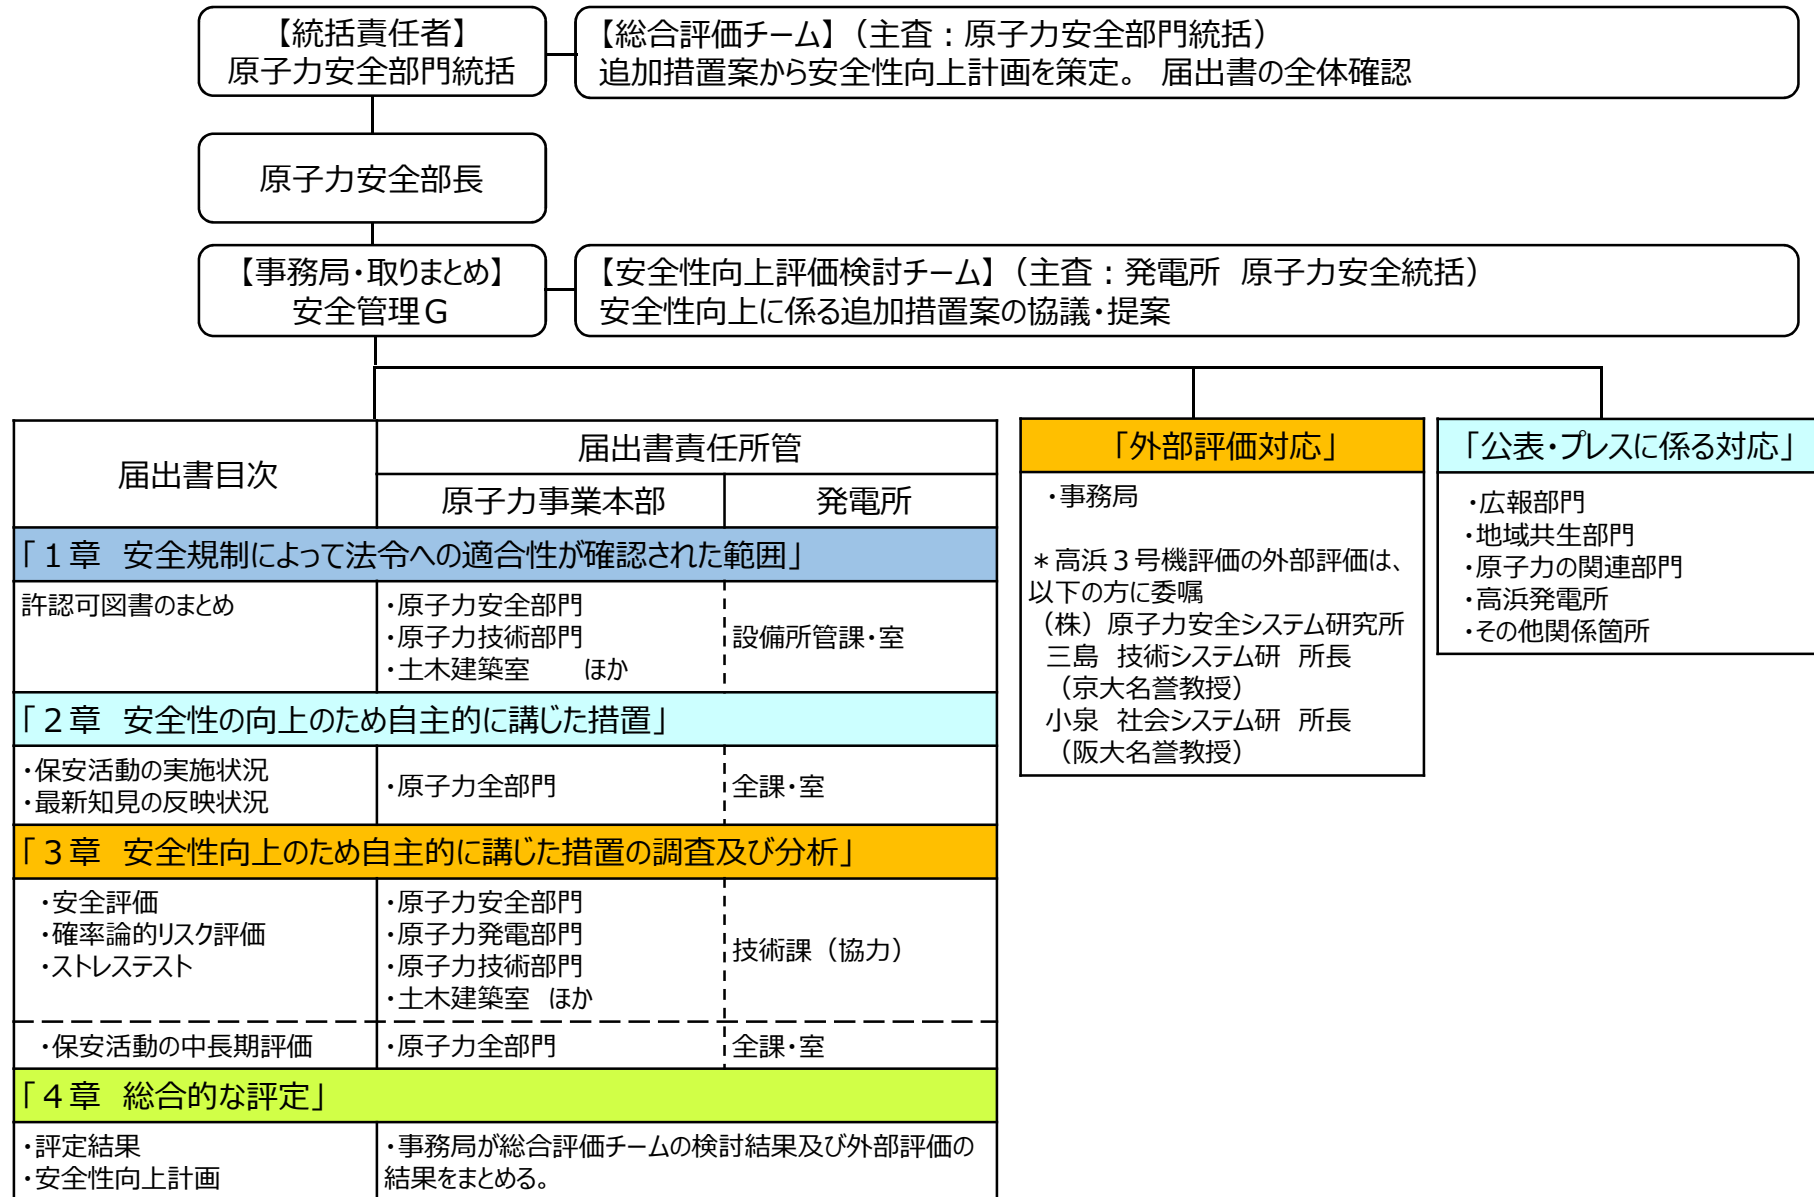 【統括責任者】
原子力安全部門統括
【総合評価チーム】（主査：原子力安全部門統括）
追加措置案から安全性向上計画を策定。 届出書の全体確認
原子力安全部長
【事務局・取りまとめ】
安全管理G
【安全性向上評価検討チーム】（主査：発電所 原子力安全統括）
安全性向上に係る追加措置案の協議・提案
届出書目次
届出書責任所管
原子力事業本部
発電所
「１章 安全規制によって法令への適合性が確認された範囲」
許認可図書のまとめ
・原子力安全部門
・原子力技術部門
・土木建築室 ほか
設備所管課・室
「２章 安全性の向上のため自主的に講じた措置」
・保安活動の実施状況
・最新知見の反映状況
・原子力全部門
全課・室
「３章 安全性向上のため自主的に講じた措置の調査及び分析」
・安全評価
・確率論的リスク評価
・ストレステスト
・原子力安全部門
・原子力発電部門
・原子力技術部門
・土木建築室 ほか
技術課（協力）
・保安活動の中長期評価
・原子力全部門
全課・室
「４章 総合的な評定」
・評定結果
・安全性向上計画
・事務局が総合評価チームの検討結果及び外部評価の
結果をまとめる。
「外部評価対応」
・事務局
＊高浜３号機評価の外部評価は、
以下の方に委嘱
（株）原子力安全システム研究所
三島 技術システム研 所長
（京大名誉教授）
小泉 社会システム研 所長
（阪大名誉教授）
「公表・プレスに係る対応」
・広報部門
・地域共生部門
・原子力の関連部門
・高浜発電所
・その他関係箇所